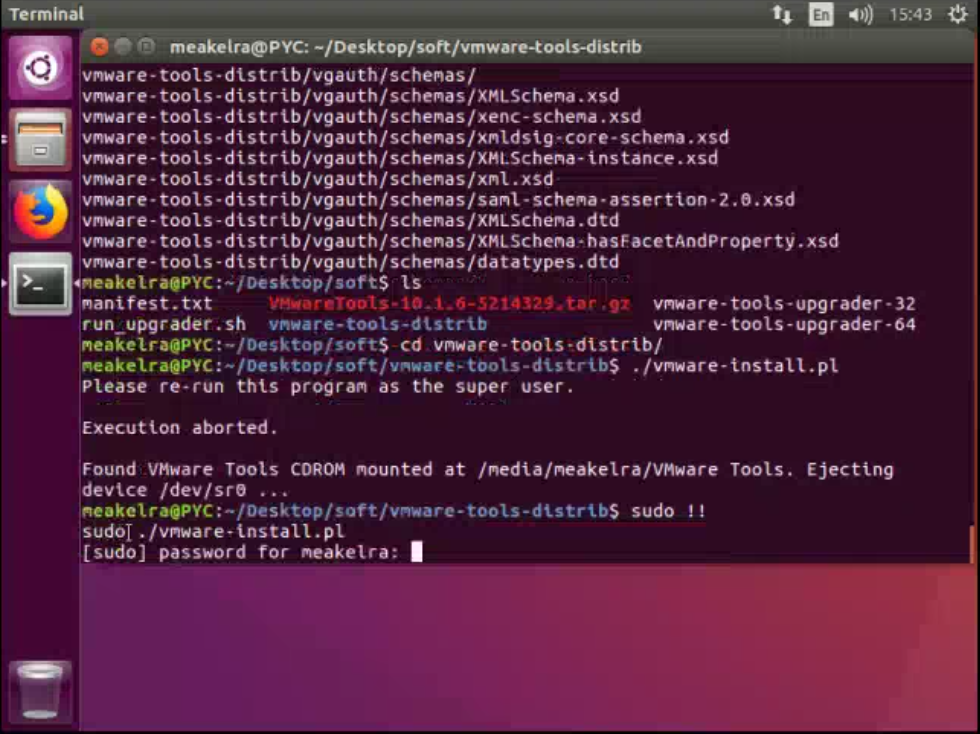 Terminal
En
15:43
meakelra@PYC: ~/Desktop/soft/vmware-tools-distrib
vmware-tools-distrib/vgauth/schemas/
vmware-tools-distrib/vgauth/schemas/XMLSchema.xsd
vmware-tools-distrib/vgauth/schemas/xenc-schema.xsd
vmware-tools-distrib/vgauth/schemas/xmldsig-core-schema.xsd
vmware-tools-distrib/vgauth/schemas/XMLSchema-instance.xsd
vmware-tools-distrib/vgauth/schemas/xml.xsd
vmware-tools-distrib/vgauth/schemas/saml-schema-assertion-2.0.xsd
vmware-tools-distrib/vgauth/schemas/XMLSchema.dtd
vmware-tools-distrib/vgauth/schemas/XMLSchema-hasFacetAndProperty.xsd
vmware-tools-distrib/vgauth/schemas/datatypes.dtd
meakelra@PYC:~/Desktop/soft$ ls
manifest.txt VMwareTools-10.1.6-5214329.tar.gz vmware-tools-upgrader-32
run_upgrader.sh vmware-tools-distrib vmware-tools-upgrader-64
meakelra@PYC:~/Desktop/soft$ cd vmware-tools-distrib/
meakelra@PYC:~/Desktop/soft/vmware-tools-distrib$ ./vmware-install.pl
Please re-run this program as the super user.
Execution aborted.
Found VMware Tools CDROM mounted at /media/meakelra/VMware Tools. Ejecting
device /dev/sr0 ...
meakelra@PYC:~/Desktop/soft/vmware-tools-distrib$ sudo !!
sudo ./vmware-install.pl
[sudo] password for meakelra: